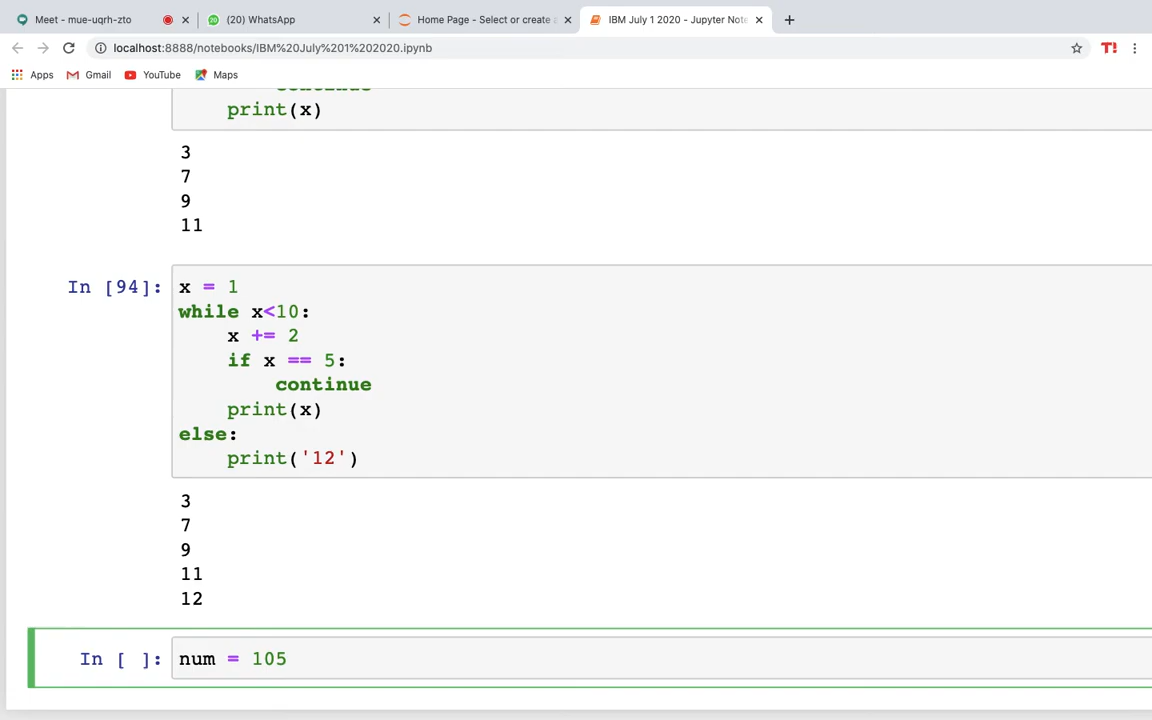 Meet - mue-uqrh-zto
(20) WhatsApp
Home Page - Select or create a
IBM July 1 2020 - Jupyter Note
localhost:8888/notebooks/IBM%20July%201%202020.ipynb
T!
Apps
Gmail
YouTube
Maps
continue
print(x)
3
7
9
11
In [94]:
x = 1
while x<10:
x += 2
if x == 5:
continue
print(x)
else:
print('12')
3
7
9
11
12
In [ ]:
num = 105